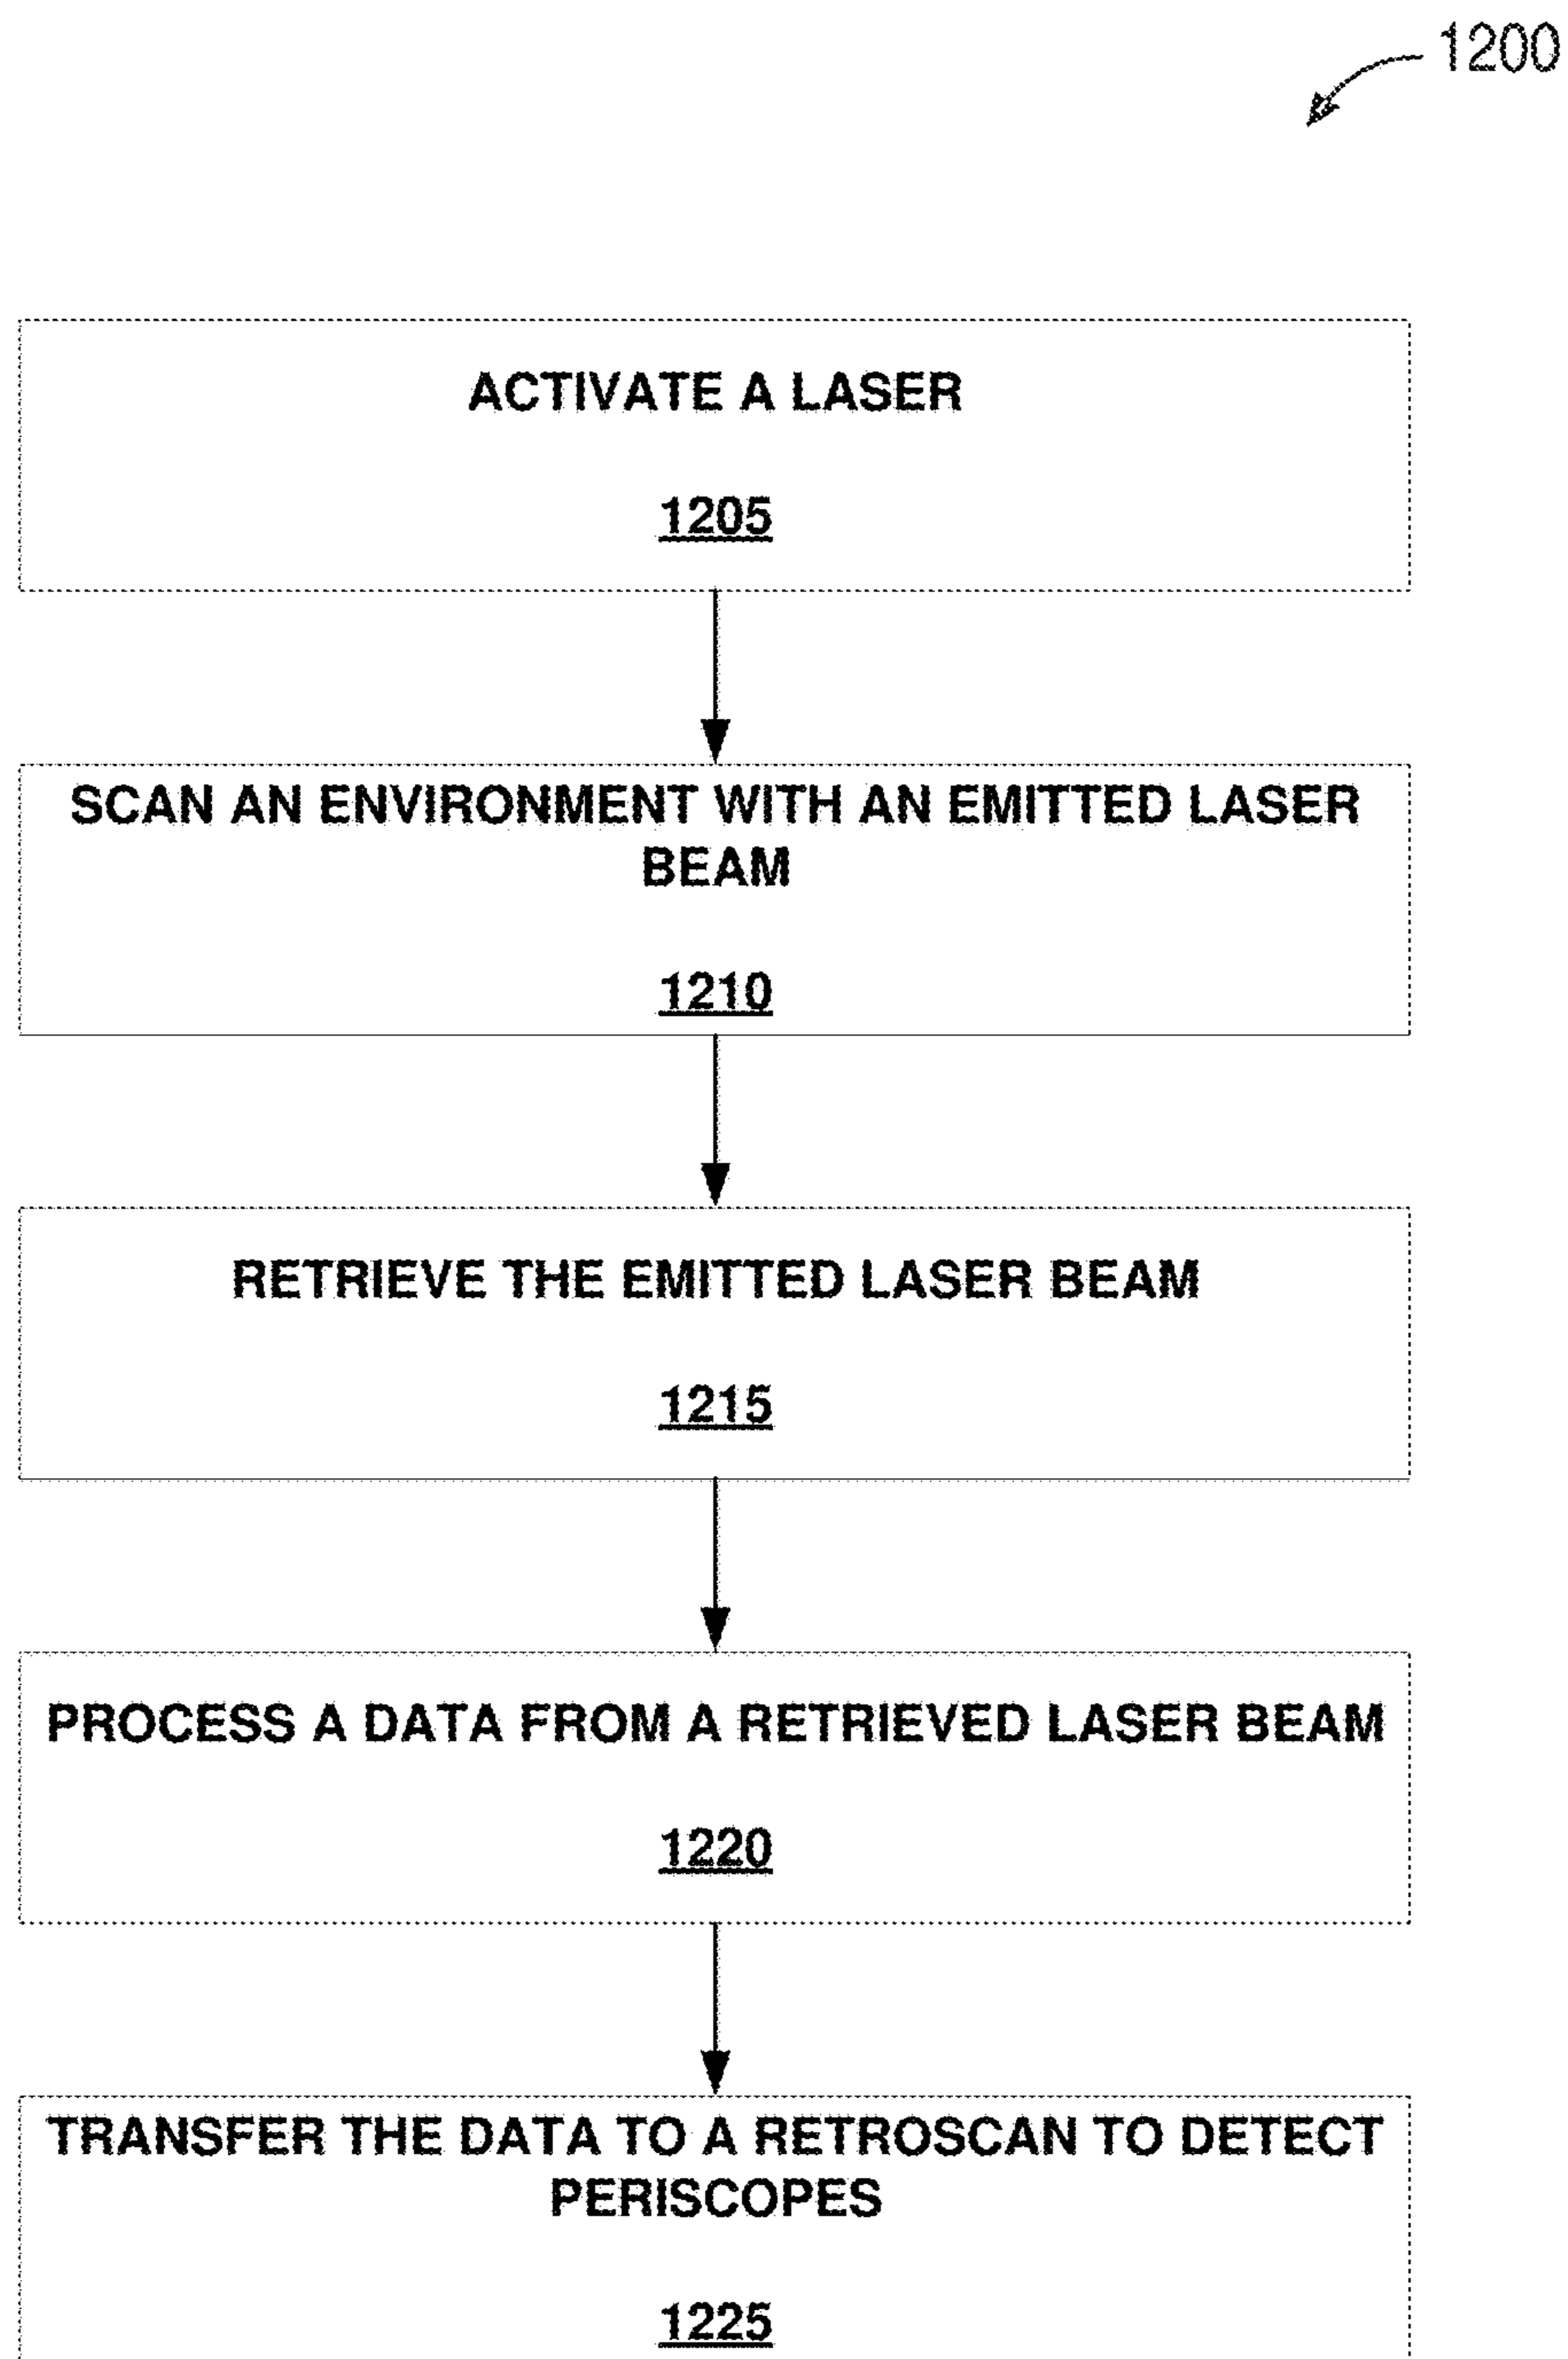 1200
ACTIVATE A LASER
1205
SCAN AN ENVIRONMENT WITH AN EMITTED LASER
BEAM
1210
RETRIEVE THE EMITTED LASER BEAM
1215
PROCESS A DATA FROM A RETRIEVED LASER BEAM
1220
TRANSFER THE DATA TO A RETROSCAN TO DETECT
PERISCOPES
1225